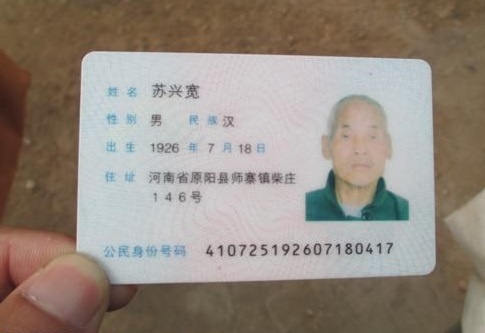 姓名 苏兴宽
性别 男 民族 汉
出生 1926 年 7 月 18 日
住址 河南省原阳县师寨镇柴庄
146号
公民身份号码 410725192607180417